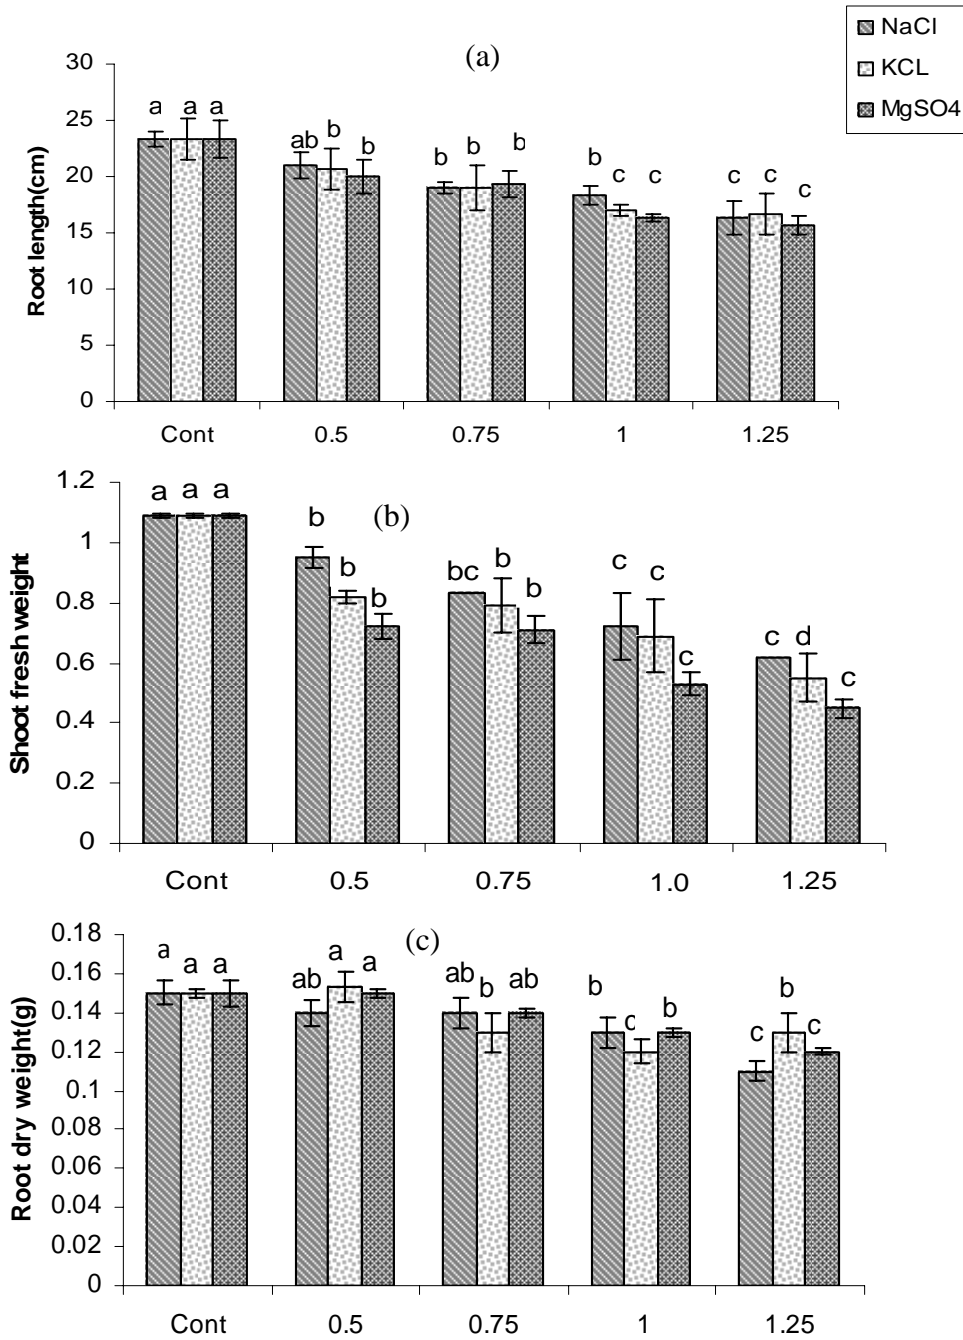 NaCl
KCL
MgSO4
(a)
30
25
20
15
10
5
0
Root length(cm)
a a a
ab b b
b b b
b c c
c c c
Cont 0.5 0.75 1 1.25
(b)
1.2
1
0.8
0.6
0.4
0.2
0
Shoot fresh weight
a a a
b b b
bc b b
c c c
c d c
Cont 0.5 0.75 1.0 1.25
(c)
0.18
0.16
0.14
0.12
0.1
0.08
0.06
0.04
0.02
0
Root dry weight(g)
a a a
ab a a
ab b ab
b c b
c b c
Cont 0.5 0.75 1 1.25